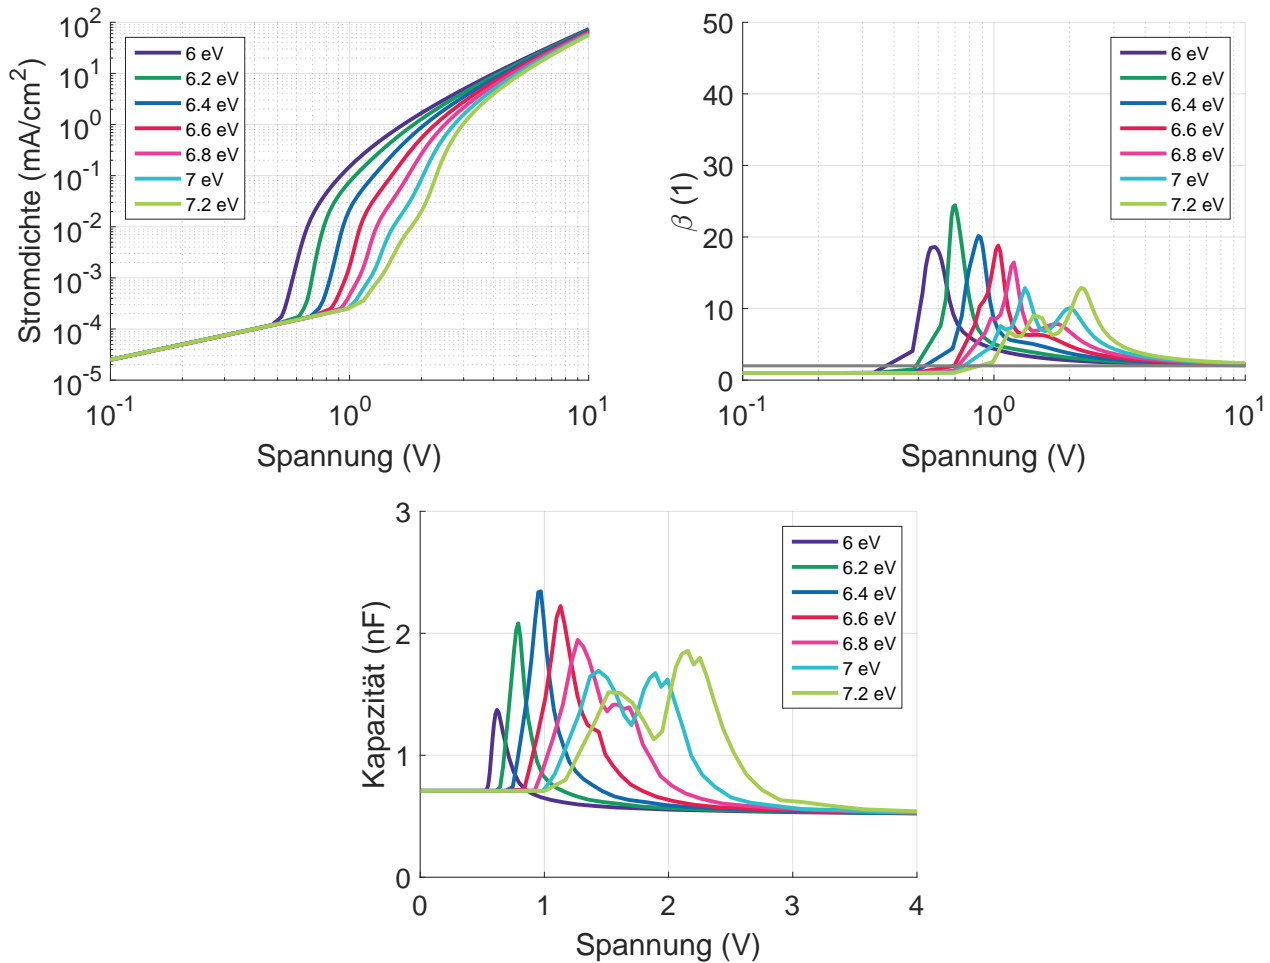 10^2
10^1
10^0
10^-1
10^-2
10^-3
10^-4
10^-5
Stromdichte (mA/cm^2)
6 eV
6.2 eV
6.4 eV
6.6 eV
6.8 eV
7 eV
7.2 eV
10^-1
10^0
10^1
Spannung (V)
50
40
30
20
10
0
β (1)
6 eV
6.2 eV
6.4 eV
6.6 eV
6.8 eV
7 eV
7.2 eV
10^-1
10^0
10^1
Spannung (V)
3
2
1
0
Kapazität (nF)
6 eV
6.2 eV
6.4 eV
6.6 eV
6.8 eV
7 eV
7.2 eV
0
1
2
3
4
Spannung (V)